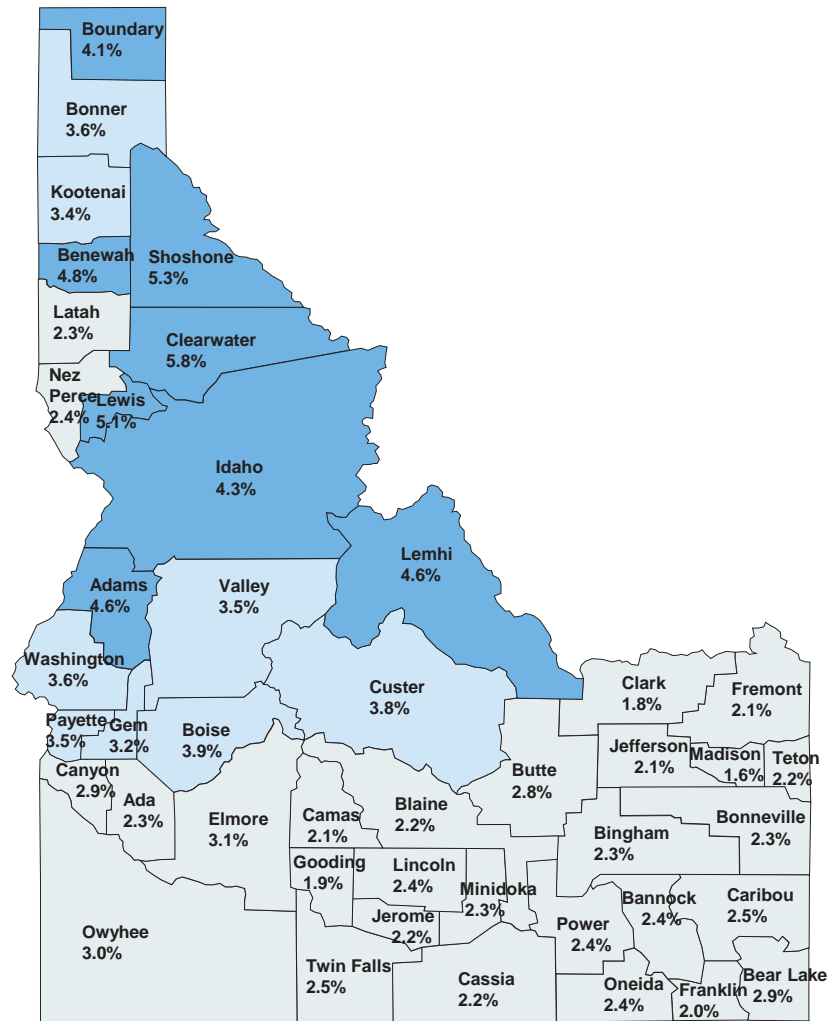 Boundary
4.1%
Bonner
3.6%
Kootenai
3.4%
Benewah
4.8%
Shoshone
5.3%
Latah
2.3%
Clearwater
5.8%
Nez
Perce
2.4%
Lewis
5.1%
Idaho
4.3%
Lemhi
4.6%
Adams
4.6%
Valley
3.5%
Washington
3.6%
Custer
3.8%
Clark
1.8%
Fremont
2.1%
Payette
3.5%
Gem
3.2%
Boise
3.9%
Jefferson
2.1%
Madison
1.6%
Teton
2.2%
Canyon
2.9%
Ada
2.3%
Elmore
3.1%
Camas
2.1%
Blaine
2.2%
Butte
2.8%
Bonneville
2.3%
Bingham
2.3%
Gooding
1.9%
Lincoln
2.4%
Minidoka
2.3%
Bannock
2.4%
Caribou
2.5%
Jerome
2.2%
Power
2.4%
Owyhee
3.0%
Twin Falls
2.5%
Cassia
2.2%
Oneida
2.4%
Franklin
2.0%
Bear Lake
2.9%